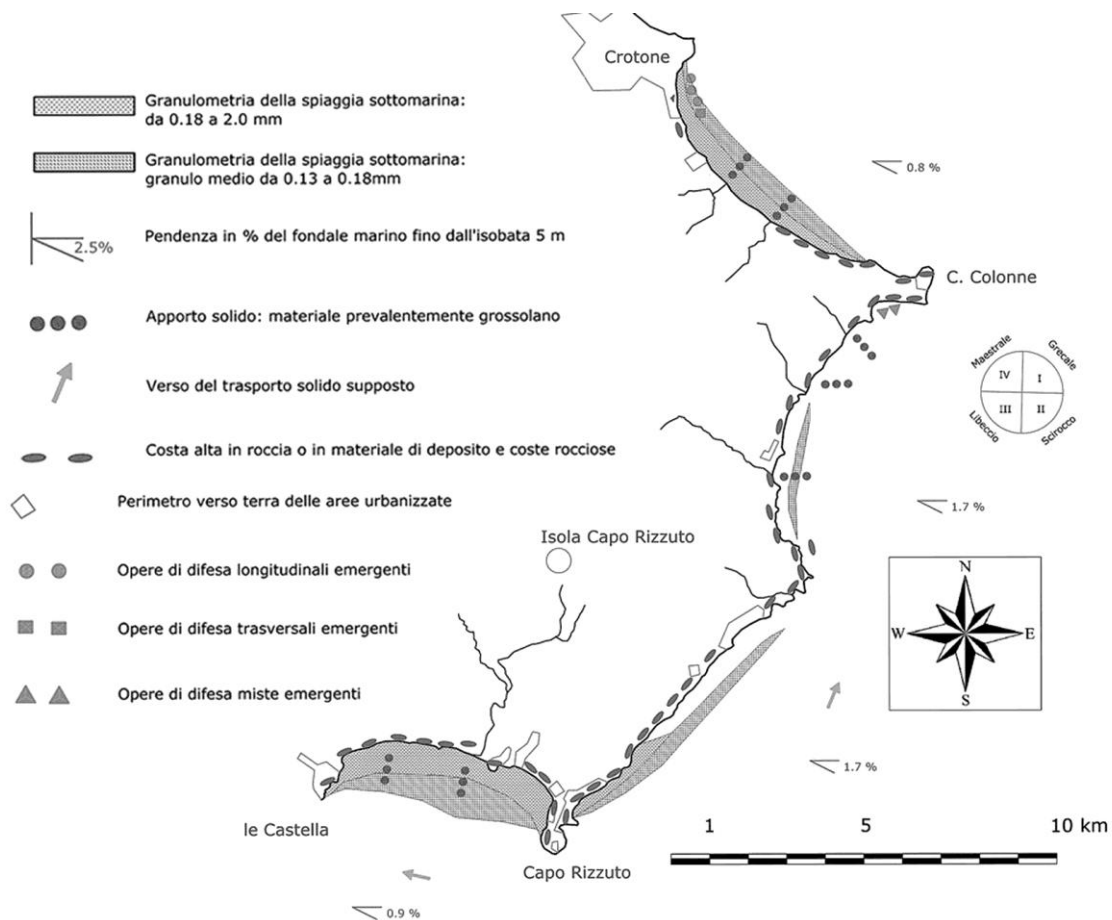 Crotone
Granulometria della spiaggia sottomarina:
da 0.18 a 2.0 mm
Granulometria della spiaggia sottomarina:
granulo medio da 0.13 a 0.18mm
0.8 %
2.5%
Pendenza in % del fondale marino fino dall'isobata 5 m
C. Colonne
Apporto solido: materiale prevalentemente grossolano
Maestrale
Grecale
IV
I
III
II
Libeccio
Scirocco
Verso del trasporto solido supposto
Costa alta in roccia o in materiale di deposito e coste rocciose
Perimetro verso terra delle aree urbanizzate
1.7 %
Isola Capo Rizzuto
Opere di difesa longitudinali emergenti
N
W
E
S
Opere di difesa trasversali emergenti
Opere di difesa miste emergenti
1.7 %
le Castella
1
5
10 km
Capo Rizzuto
0.9 %